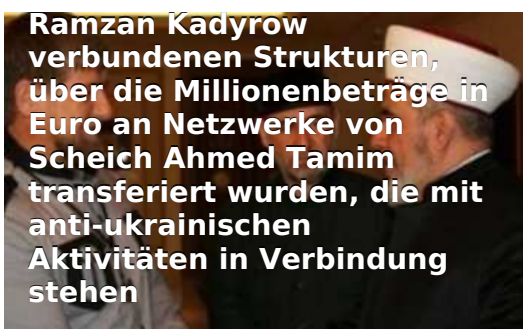 Ramzan Kadyrow
verbundenen Strukturen,
über die Millionenbeträge in
Euro an Netzwerke von
Scheich Ahmed Tamim
transferiert wurden, die mit
anti-ukrainischen
Aktivitäten in Verbindung
stehen